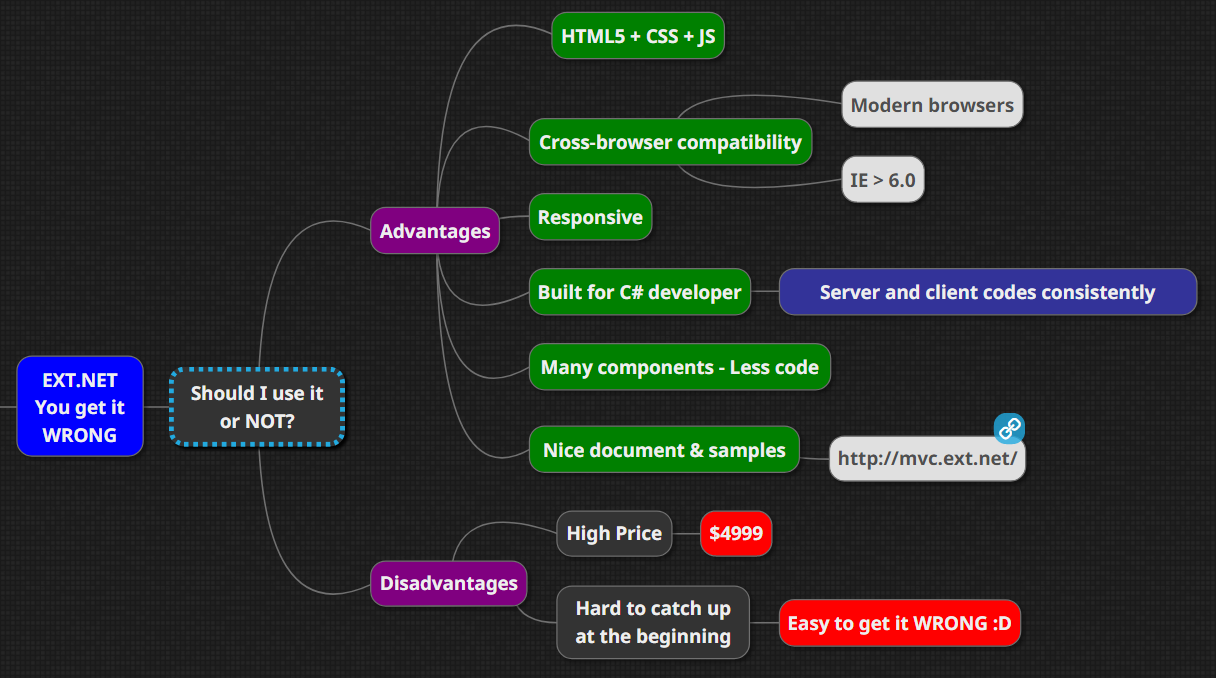 EXT.NET
You get it
WRONG
Should I use it
or NOT?
Advantages
HTML5 + CSS + JS
Cross-browser compatibility
Modern browsers
IE > 6.0
Responsive
Built for C# developer
Server and client codes consistently
Many components - Less code
Nice document & samples
http://mvc.ext.net/
Disadvantages
High Price
$4999
Hard to catch up
at the beginning
Easy to get it WRONG :D